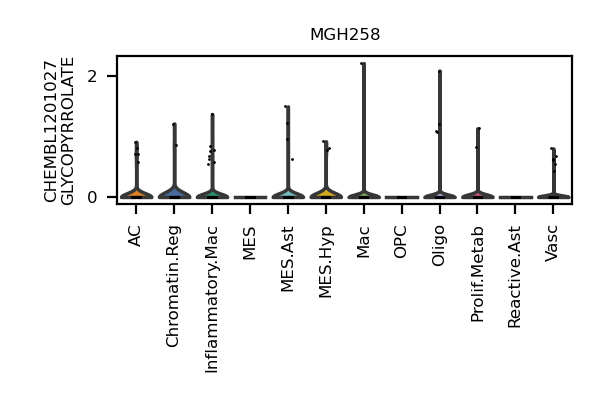 MGH258
CHEMBL1201027
GLYCOPYRROLATE
2
0
AC
Chromatin.Reg
Inflammatory.Mac
MES
MES.Ast
MES.Hyp
Mac
OPC
Oligo
Prolif.Metab
Reactive.Ast
Vasc